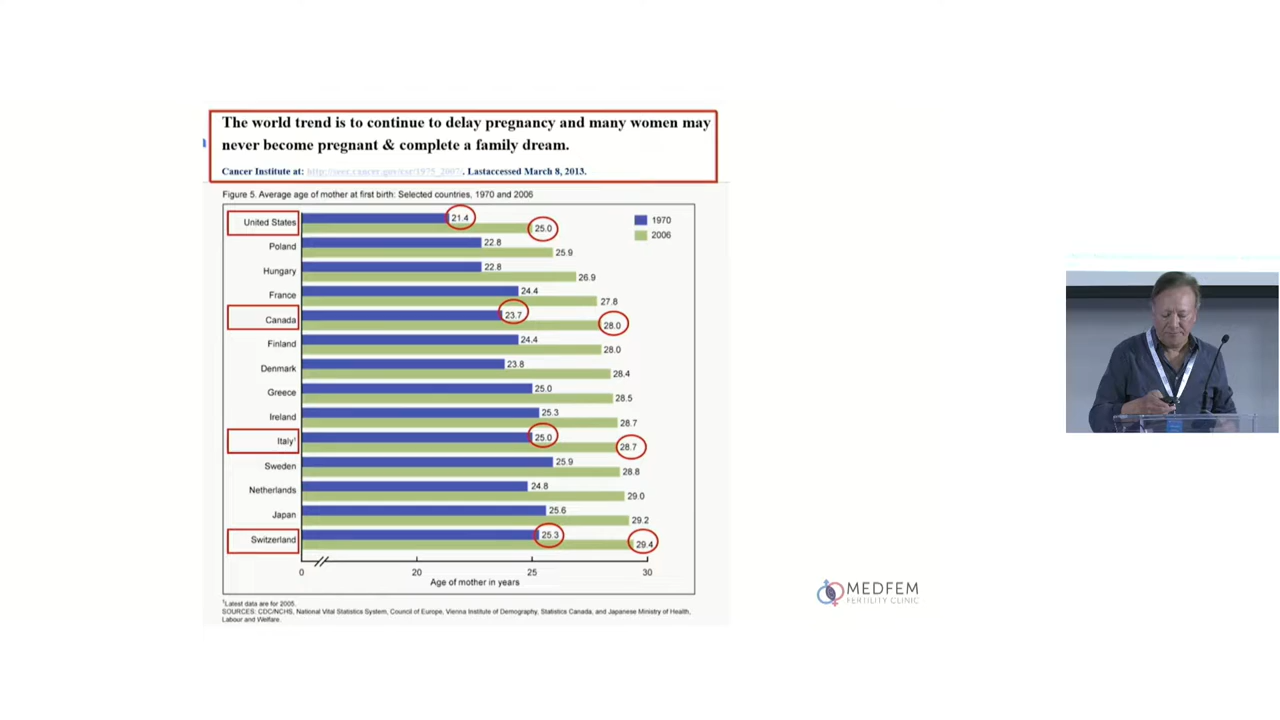 The world trend is to continue to delay pregnancy and many women may
never become pregnant & complete a family dream.
Cancer Institute at: http://seer.cancer.gov/csr/1975_2007/. Lastaccessed March 8, 2013.
Figure 5. Average age of mother at first birth: Selected countries, 1970 and 2006
1970
2006
United States 21.4 25.0
Poland 22.8 25.9
Hungary 22.8 26.9
France 24.4 27.8
Canada 23.7 28.0
Finland 24.4 28.0
Denmark 23.8 28.4
Greece 25.0 28.5
Ireland 25.3 28.7
Italy¹ 25.0 28.7
Sweden 25.9 28.8
Netherlands 24.8 29.0
Japan 25.6 29.2
Switzerland 25.3 29.4
0 20 25 30
Age of mother in years
¹Latest data are for 2005.
SOURCES: CDC/NCHS, National Vital Statistics System, Council of Europe, Vienna Institute of Demography, Statistics Canada, and Japanese Ministry of Health,
Labour and Welfare.
MEDFEM
FERTILITY CLINIC